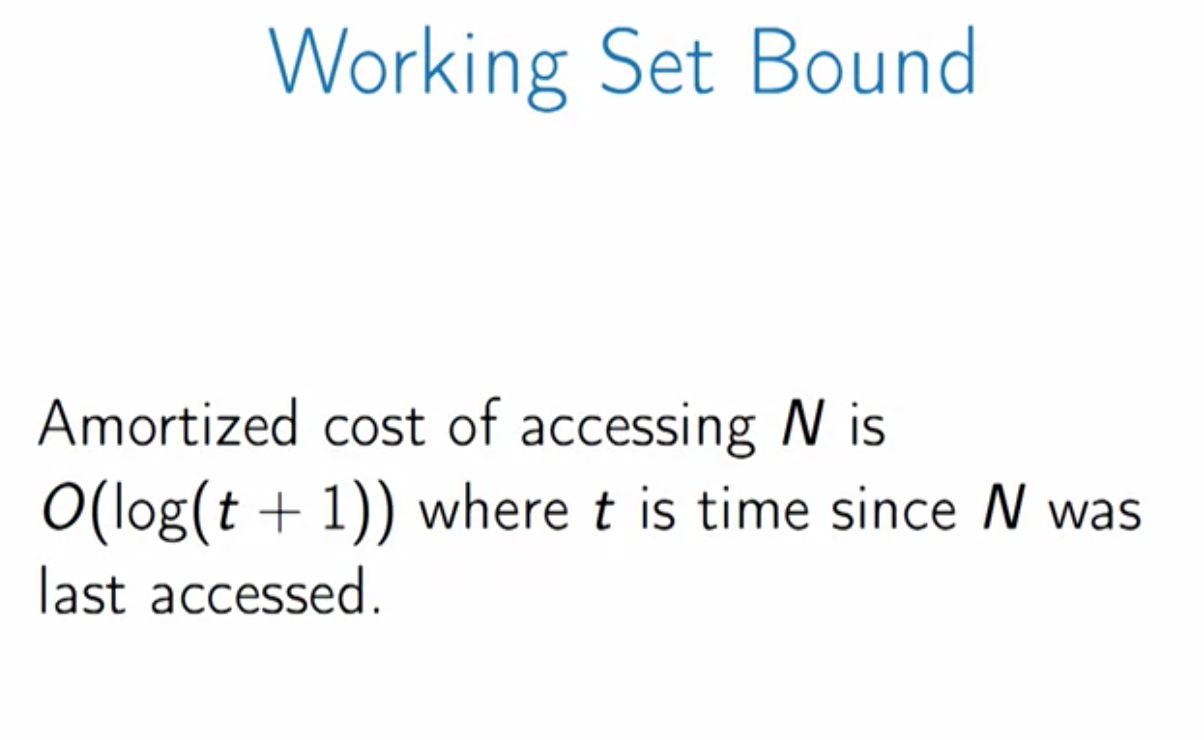 Working Set Bound
Amortized cost of accessing N is
O(log(t + 1)) where t is time since N was
last accessed.